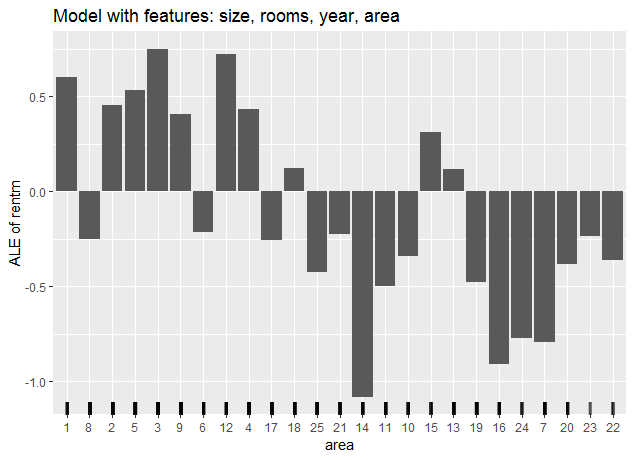 Model with features: size, rooms, year, area
0.5
0.0
-0.5
-1.0
ALE of rentm
1 8 2 5 3 9 6 12 4 17 18 25 21 14 11 10 15 13 19 16 24 7 20 23 22
area